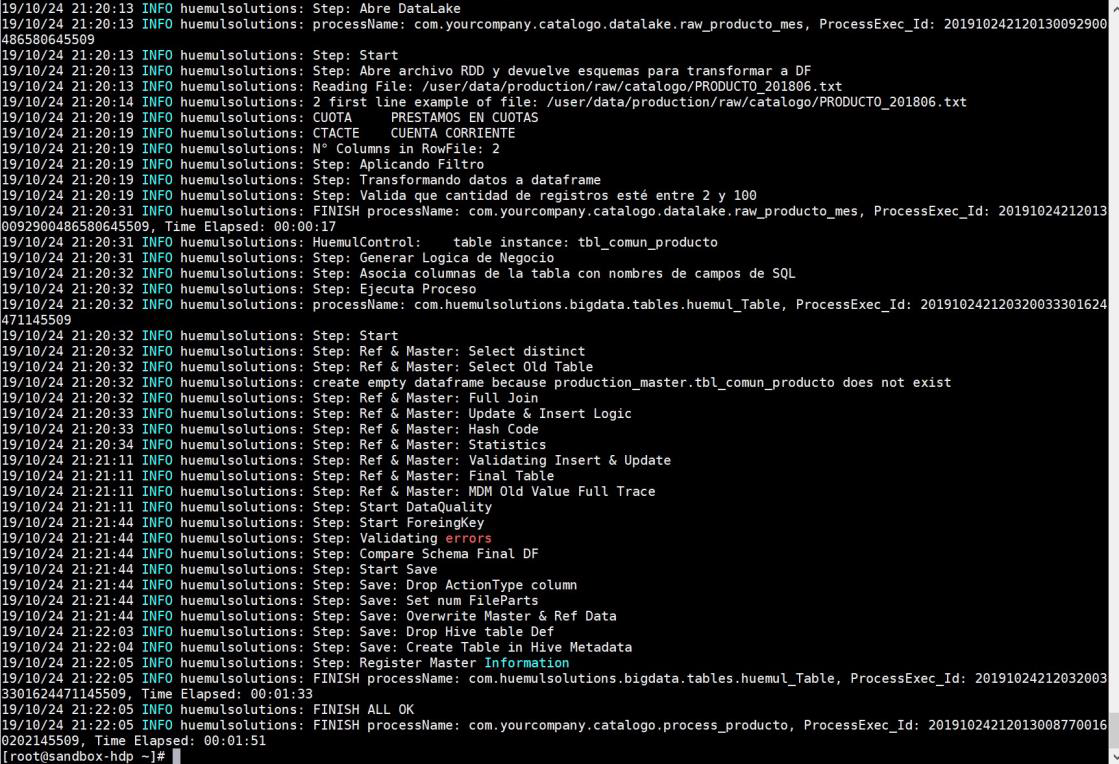 19/10/24 21:20:13 INFO huemulsolutions: Step: Abre DataLake
19/10/24 21:20:13 INFO huemulsolutions: processName: com.yourcompany.catalogo.datalake.raw_producto_mes, ProcessExec_Id: 201910242120130092900
486580645509
19/10/24 21:20:13 INFO huemulsolutions: Step: Start
19/10/24 21:20:13 INFO huemulsolutions: Step: Abre archivo RDD y devuelve esquemas para transformar a DF
19/10/24 21:20:13 INFO huemulsolutions: Reading File: /user/data/production/raw/catalogo/PRODUCTO_201806.txt
19/10/24 21:20:14 INFO huemulsolutions: 2 first line example of file: /user/data/production/raw/catalogo/PRODUCTO_201806.txt
19/10/24 21:20:19 INFO huemulsolutions: CUOTA     PRESTAMOS EN CUOTAS
19/10/24 21:20:19 INFO huemulsolutions: CTACTE    CUENTA CORRIENTE
19/10/24 21:20:19 INFO huemulsolutions: N° Columns in RowFile: 2
19/10/24 21:20:19 INFO huemulsolutions: Step: Aplicando Filtro
19/10/24 21:20:19 INFO huemulsolutions: Step: Transformando datos a dataframe
19/10/24 21:20:19 INFO huemulsolutions: Step: Valida que cantidad de registros esté entre 2 y 100
19/10/24 21:20:31 INFO huemulsolutions: FINISH processName: com.yourcompany.catalogo.datalake.raw_producto_mes, ProcessExec_Id: 20191024212013
0092900486580645509, Time Elapsed: 00:00:17
19/10/24 21:20:31 INFO huemulsolutions: HuemulControl:    table instance: tbl_comun_producto
19/10/24 21:20:31 INFO huemulsolutions: Step: Generar Logica de Negocio
19/10/24 21:20:32 INFO huemulsolutions: Step: Asocia columnas de la tabla con nombres de campos de SQL
19/10/24 21:20:32 INFO huemulsolutions: Step: Ejecuta Proceso
19/10/24 21:20:32 INFO huemulsolutions: processName: com.huemulsolutions.bigdata.tables.huemul_Table, ProcessExec_Id: 201910242120320033301624
471145509
19/10/24 21:20:32 INFO huemulsolutions: Step: Start
19/10/24 21:20:32 INFO huemulsolutions: Step: Ref & Master: Select distinct
19/10/24 21:20:32 INFO huemulsolutions: Step: Ref & Master: Select Old Table
19/10/24 21:20:32 INFO huemulsolutions: create empty dataframe because production_master.tbl_comun_producto does not exist
19/10/24 21:20:32 INFO huemulsolutions: Step: Ref & Master: Full Join
19/10/24 21:20:33 INFO huemulsolutions: Step: Ref & Master: Update & Insert Logic
19/10/24 21:20:33 INFO huemulsolutions: Step: Ref & Master: Hash Code
19/10/24 21:20:34 INFO huemulsolutions: Step: Ref & Master: Statistics
19/10/24 21:21:11 INFO huemulsolutions: Step: Ref & Master: Validating Insert & Update
19/10/24 21:21:11 INFO huemulsolutions: Step: Ref & Master: Final Table
19/10/24 21:21:11 INFO huemulsolutions: Step: Ref & Master: MDM Old Value Full Trace
19/10/24 21:21:11 INFO huemulsolutions: Step: Start DataQuality
19/10/24 21:21:44 INFO huemulsolutions: Step: Start ForeingKey
19/10/24 21:21:44 INFO huemulsolutions: Step: Validating errors
19/10/24 21:21:44 INFO huemulsolutions: Step: Compare Schema Final DF
19/10/24 21:21:44 INFO huemulsolutions: Step: Start Save
19/10/24 21:21:44 INFO huemulsolutions: Step: Save: Drop ActionType column
19/10/24 21:21:44 INFO huemulsolutions: Step: Save: Set num FileParts
19/10/24 21:21:44 INFO huemulsolutions: Step: Save: Overwrite Master & Ref Data
19/10/24 21:22:03 INFO huemulsolutions: Step: Save: Drop Hive table Def
19/10/24 21:22:04 INFO huemulsolutions: Step: Save: Create Table in Hive Metadata
19/10/24 21:22:05 INFO huemulsolutions: Step: Register Master Information
19/10/24 21:22:05 INFO huemulsolutions: FINISH processName: com.huemulsolutions.bigdata.tables.huemul_Table, ProcessExec_Id: 20191024212032003
3301624471145509, Time Elapsed: 00:01:33
19/10/24 21:22:05 INFO huemulsolutions: FINISH ALL OK
19/10/24 21:22:05 INFO huemulsolutions: FINISH processName: com.yourcompany.catalogo.process_producto, ProcessExec_Id: 20191024212013008770016
0202145509, Time Elapsed: 00:01:51
[root@sandbox-hdp ~]#